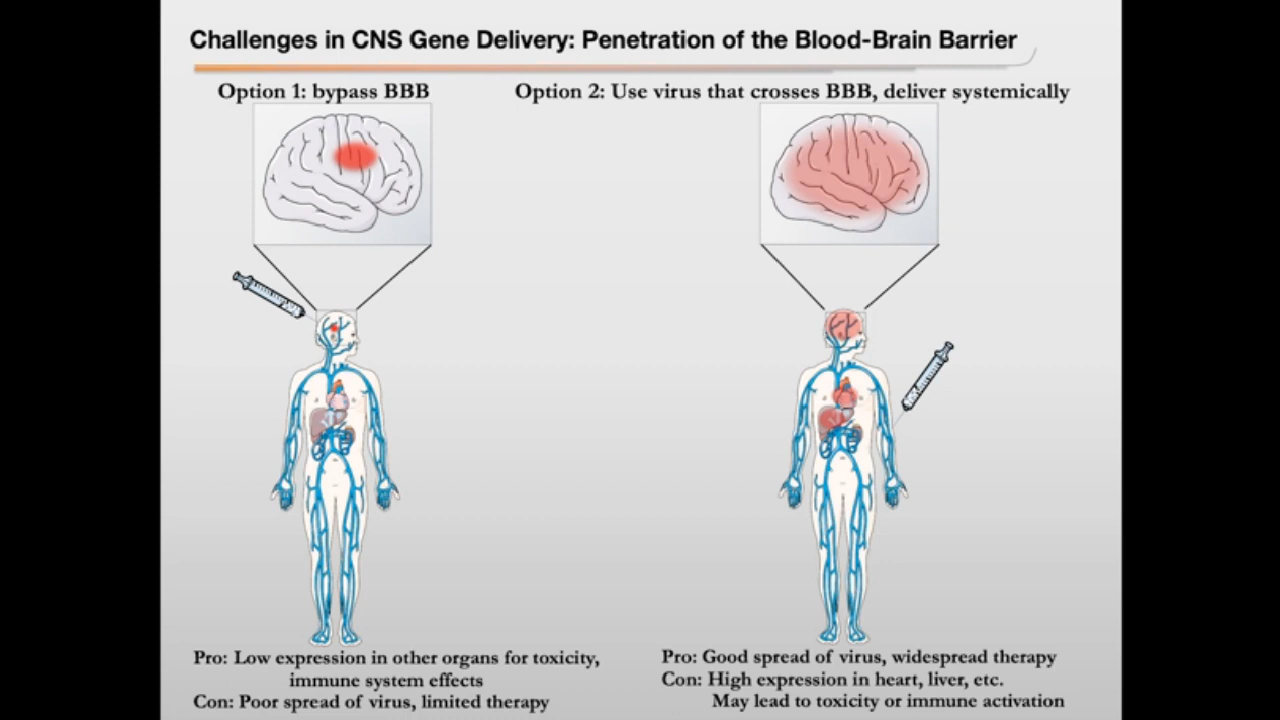 Challenges in CNS Gene Delivery: Penetration of the Blood-Brain Barrier
Option 1: bypass BBB
Option 2: Use virus that crosses BBB, deliver systemically
Pro: Low expression in other organs for toxicity,
immune system effects
Con: Poor spread of virus, limited therapy
Pro: Good spread of virus, widespread therapy
Con: High expression in heart, liver, etc.
May lead to toxicity or immune activation